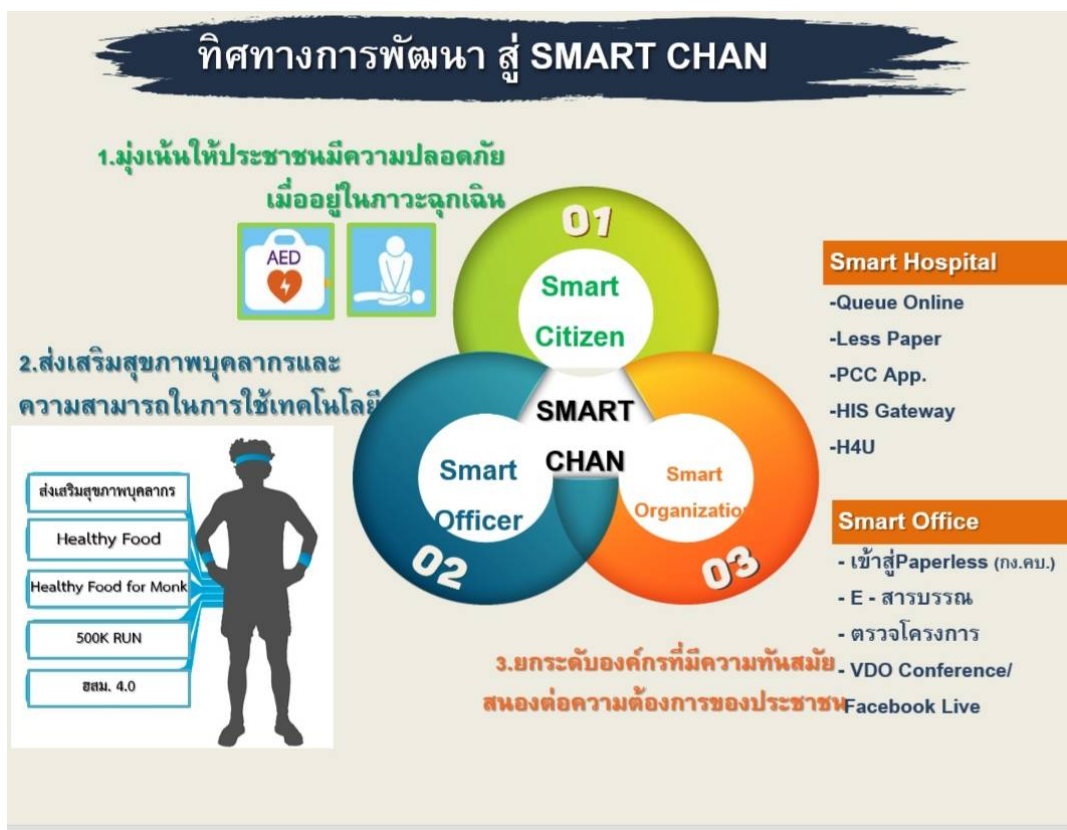 ทิศทางการพัฒนา สู่ SMART CHAN
1.มุ่งเน้นให้ประชาชนมีความปลอดภัย
เมื่ออยู่ในภาวะฉุกเฉิน
AED
01
Smart
Citizen
2.ส่งเสริมสุขภาพบุคลากรและ
ความสามารถในการใช้เทคโนโลยี
ส่งเสริมสุขภาพบุคลากร
Healthy Food
Healthy Food for Monk
500K RUN
อสม. 4.0
SMART
CHAN
Smart
Officer
02
Smart
Organization
03
3.ยกระดับองค์กรที่มีความทันสมัย
สนองต่อความต้องการของประชาชน
Smart Hospital
-Queue Online
-Less Paper
-PCC App.
-HIS Gateway
-H4U
Smart Office
- เข้าสู่Paperless (กง.คบ.)
- E - สารบรรณ
- ตรวจโครงการ
- VDO Conference/
Facebook Live